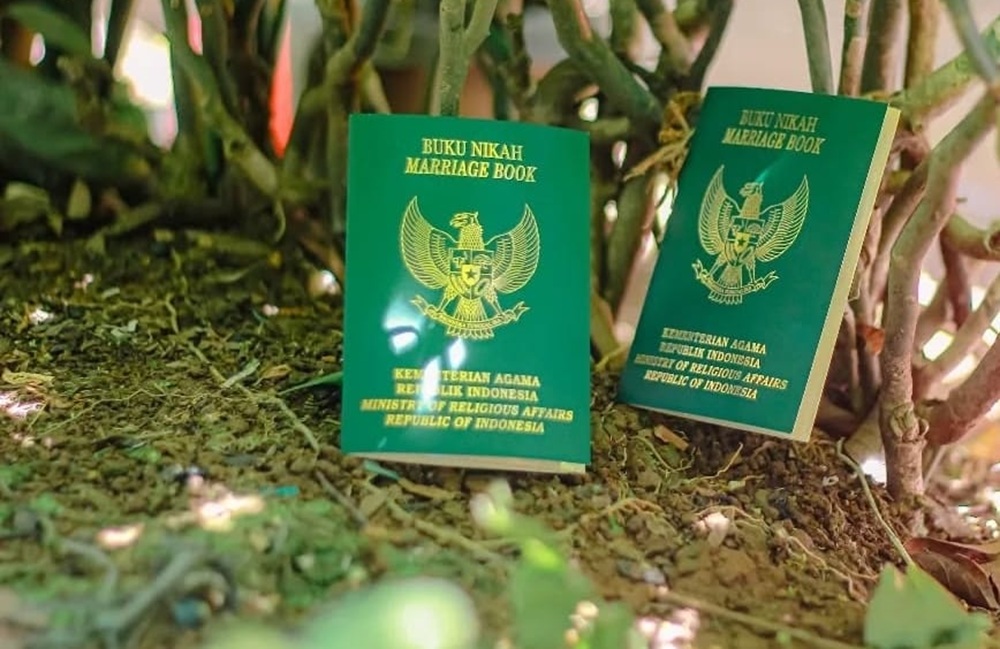 BUKU NIKAH
MARRIAGE BOOK
KEMENTERIAN AGAMA
REPUBLIK INDONESIA
MINISTRY OF RELIGIOUS AFFAIRS
REPUBLIC OF INDONESIA
BUKU NIKAH
MARRIAGE BOOK
KEMENTERIAN AGAMA
REPUBLIK INDONESIA
MINISTRY OF RELIGIOUS AFFAIRS
REPUBLIC OF INDONESIA